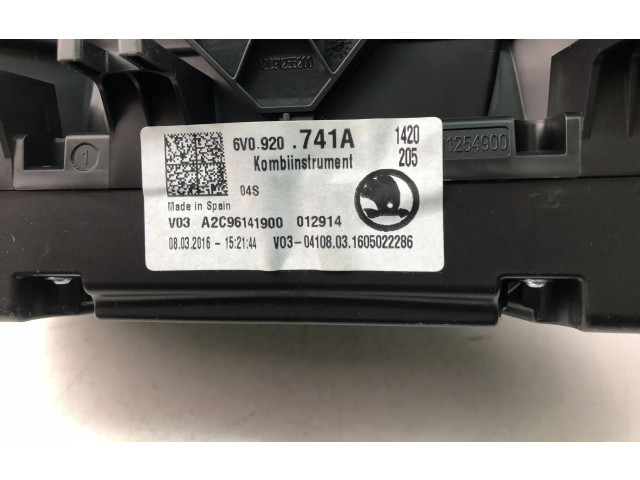 6V0.920 .741A 1420
Kombiinstrument 205
04S
Made in Spain
V03 A2C96141900 012914
08.03.2016 - 15:21:44 V03-04108.03.1605022286
1254900
1